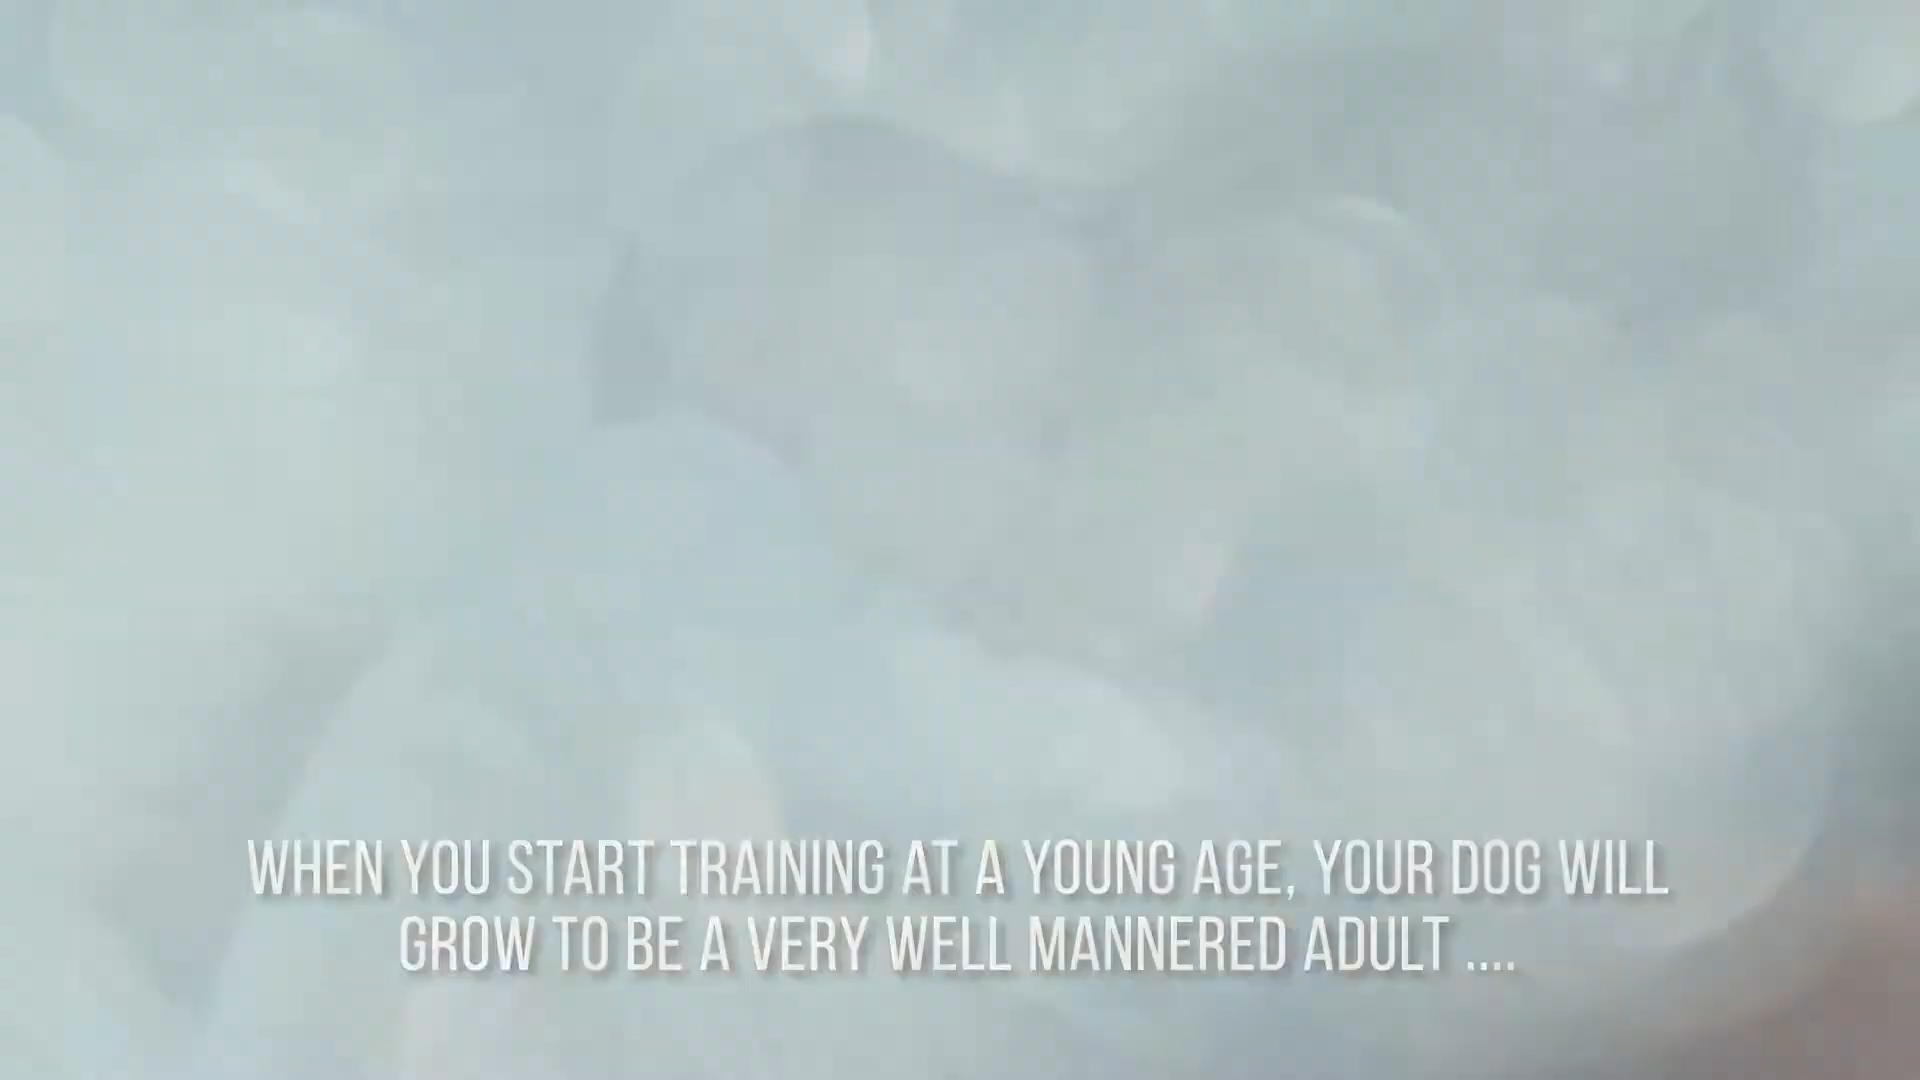 WHEN YOU START TRAINING AT A YOUNG AGE, YOUR DOG WILL
GROW TO BE A VERY WELL MANNERED ADULT ....